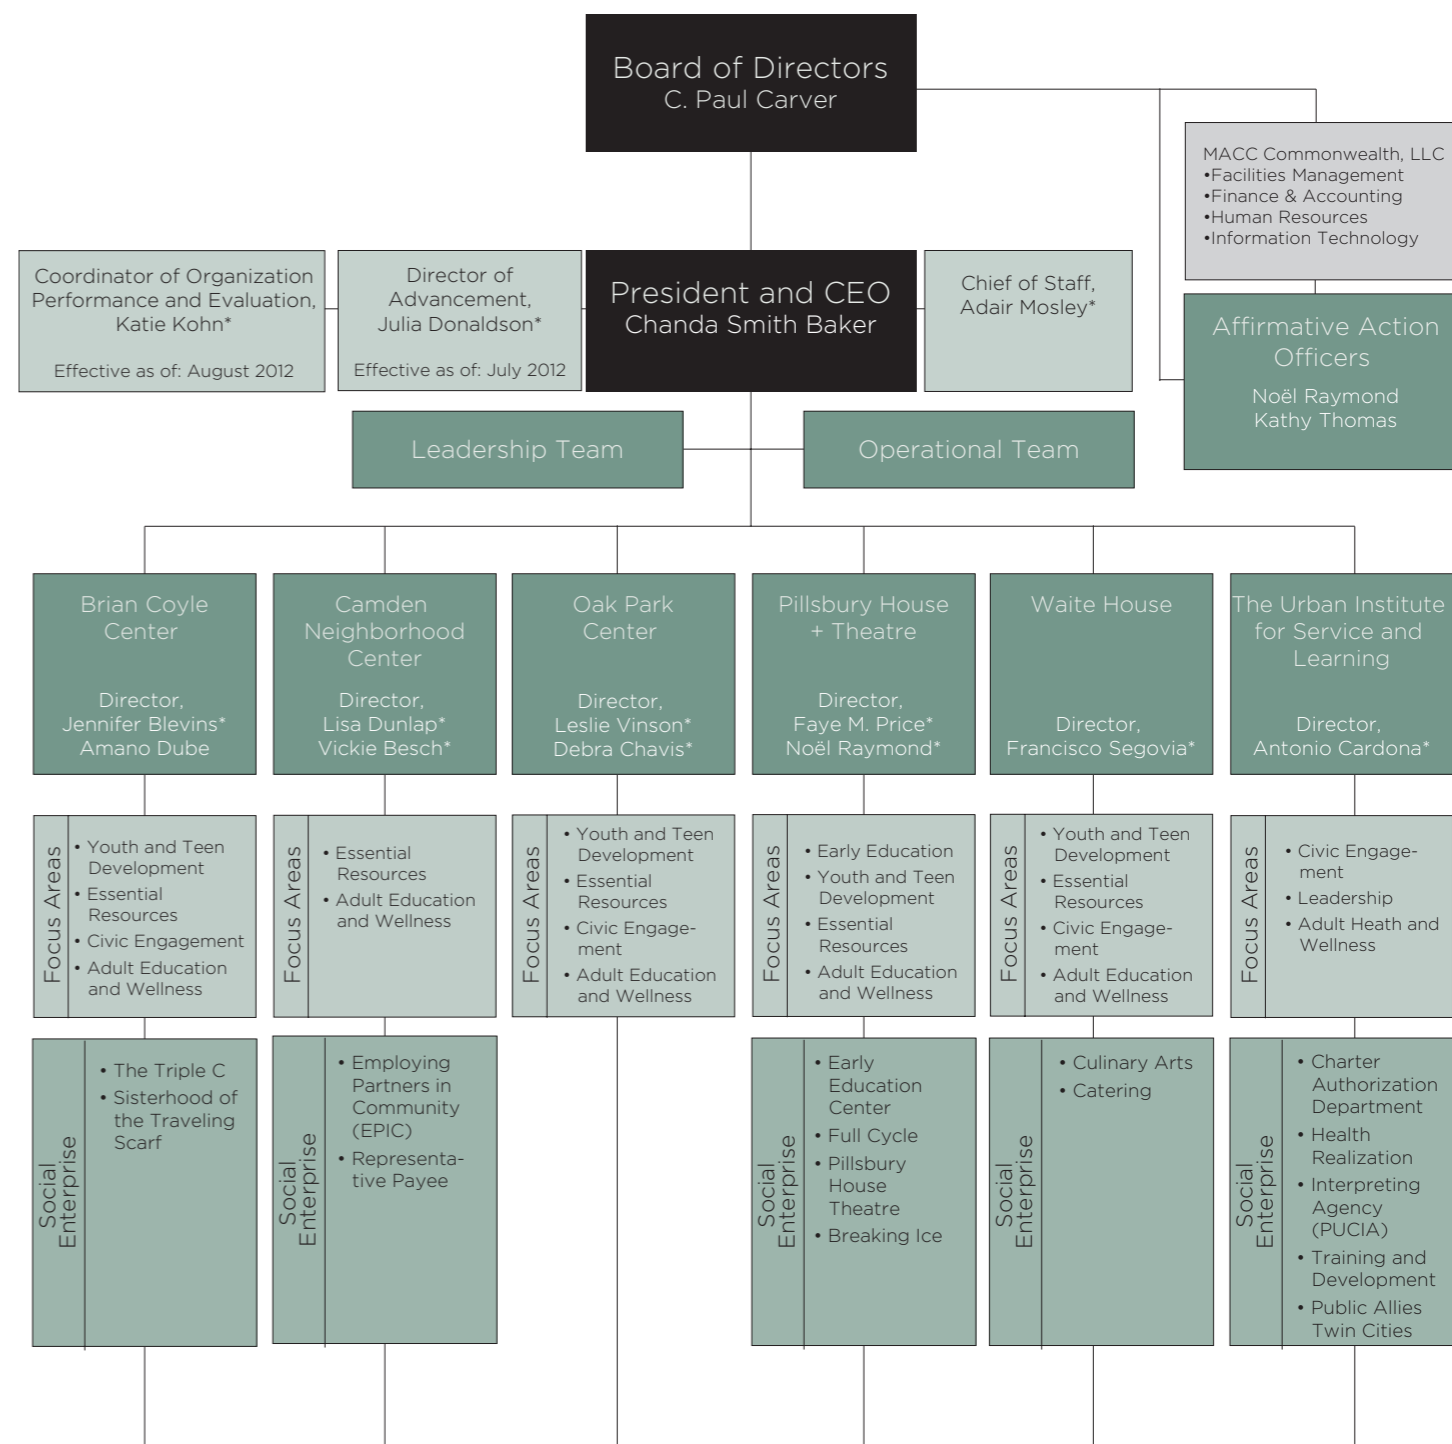 Board of Directors
C. Paul Carver
MACC Commonwealth, LLC
•Facilities Management
•Finance & Accounting
•Human Resources
•Information Technology
Coordinator of Organization
Performance and Evaluation,
Katie Kohn*
Effective as of: August 2012
Director of
Advancement,
Julia Donaldson*
Effective as of: July 2012
President and CEO
Chanda Smith Baker
Chief of Staff,
Adair Mosley*
Affirmative Action
Officers
Noël Raymond
Kathy Thomas
Leadership Team
Operational Team
Brian Coyle
Center
Director,
Jennifer Blevins*
Amano Dube
Camden
Neighborhood
Center
Director,
Lisa Dunlap*
Vickie Besch*
Oak Park
Center
Director,
Leslie Vinson*
Debra Chavis*
Pillsbury House
+ Theatre
Director,
Faye M. Price*
Noël Raymond*
Waite House
Director,
Francisco Segovia*
The Urban Institute
for Service and
Learning
Director,
Antonio Cardona*
Focus Areas
• Youth and Teen
Development
• Essential
Resources
• Civic Engagement
• Adult Education
and Wellness
Focus Areas
• Essential
Resources
• Adult Education
and Wellness
Focus Areas
• Youth and Teen
Development
• Essential
Resources
• Civic Engage-
ment
• Adult Education
and Wellness
Focus Areas
• Early Education
• Youth and Teen
Development
• Essential
Resources
• Adult Education
and Wellness
Focus Areas
• Youth and Teen
Development
• Essential
Resources
• Civic Engage-
ment
• Adult Education
and Wellness
Focus Areas
• Civic Engage-
ment
• Leadership
• Adult Heath and
Wellness
Social
Enterprise
• The Triple C
• Sisterhood of
the Traveling
Scarf
Social
Enterprise
• Employing
Partners in
Community
(EPIC)
• Representa-
tive Payee
Social
Enterprise
• Early
Education
Center
• Full Cycle
• Pillsbury
House
Theatre
• Breaking Ice
Social
Enterprise
• Culinary Arts
• Catering
Social
Enterprise
• Charter
Authorization
Department
• Health
Realization
• Interpreting
Agency
(PUCIA)
• Training and
Development
• Public Allies
Twin Cities